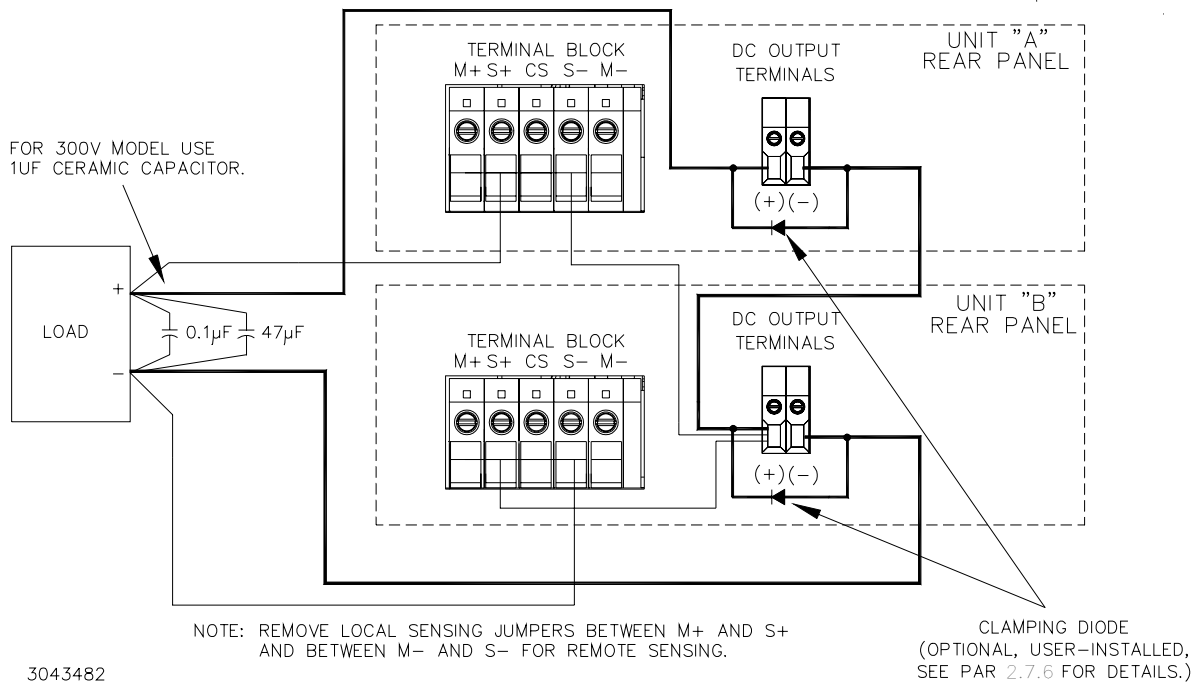 UNIT "A"
REAR PANEL
TERMINAL BLOCK
M+ S+ CS S- M-
DC OUTPUT
TERMINALS
(+)(-)
FOR 300V MODEL USE
1UF CERAMIC CAPACITOR.
LOAD
+
-
0.1µF
47µF
UNIT "B"
REAR PANEL
TERMINAL BLOCK
M+ S+ CS S- M-
DC OUTPUT
TERMINALS
(+)(-)
NOTE: REMOVE LOCAL SENSING JUMPERS BETWEEN M+ AND S+
AND BETWEEN M- AND S- FOR REMOTE SENSING.
CLAMPING DIODE
(OPTIONAL, USER-INSTALLED,
SEE PAR 2.7.6 FOR DETAILS.)
3043482